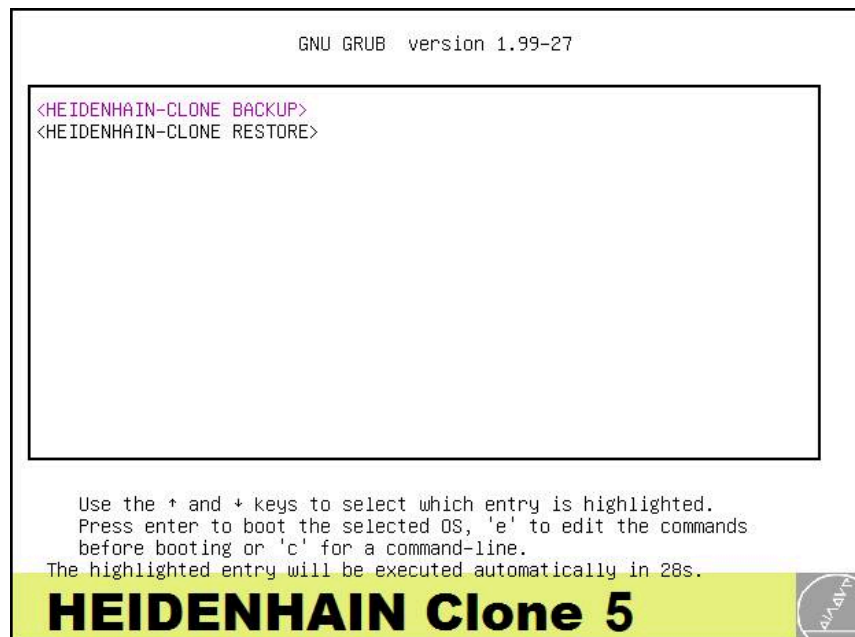 GNU GRUB version 1.99-27
<HEIDENHAIN-CLONE BACKUP>
<HEIDENHAIN-CLONE RESTORE>
Use the ↑ and ↓ keys to select which entry is highlighted.
Press enter to boot the selected OS, 'e' to edit the commands
before booting or 'c' for a command-line.
The highlighted entry will be executed automatically in 28s.
HEIDENHAIN Clone 5